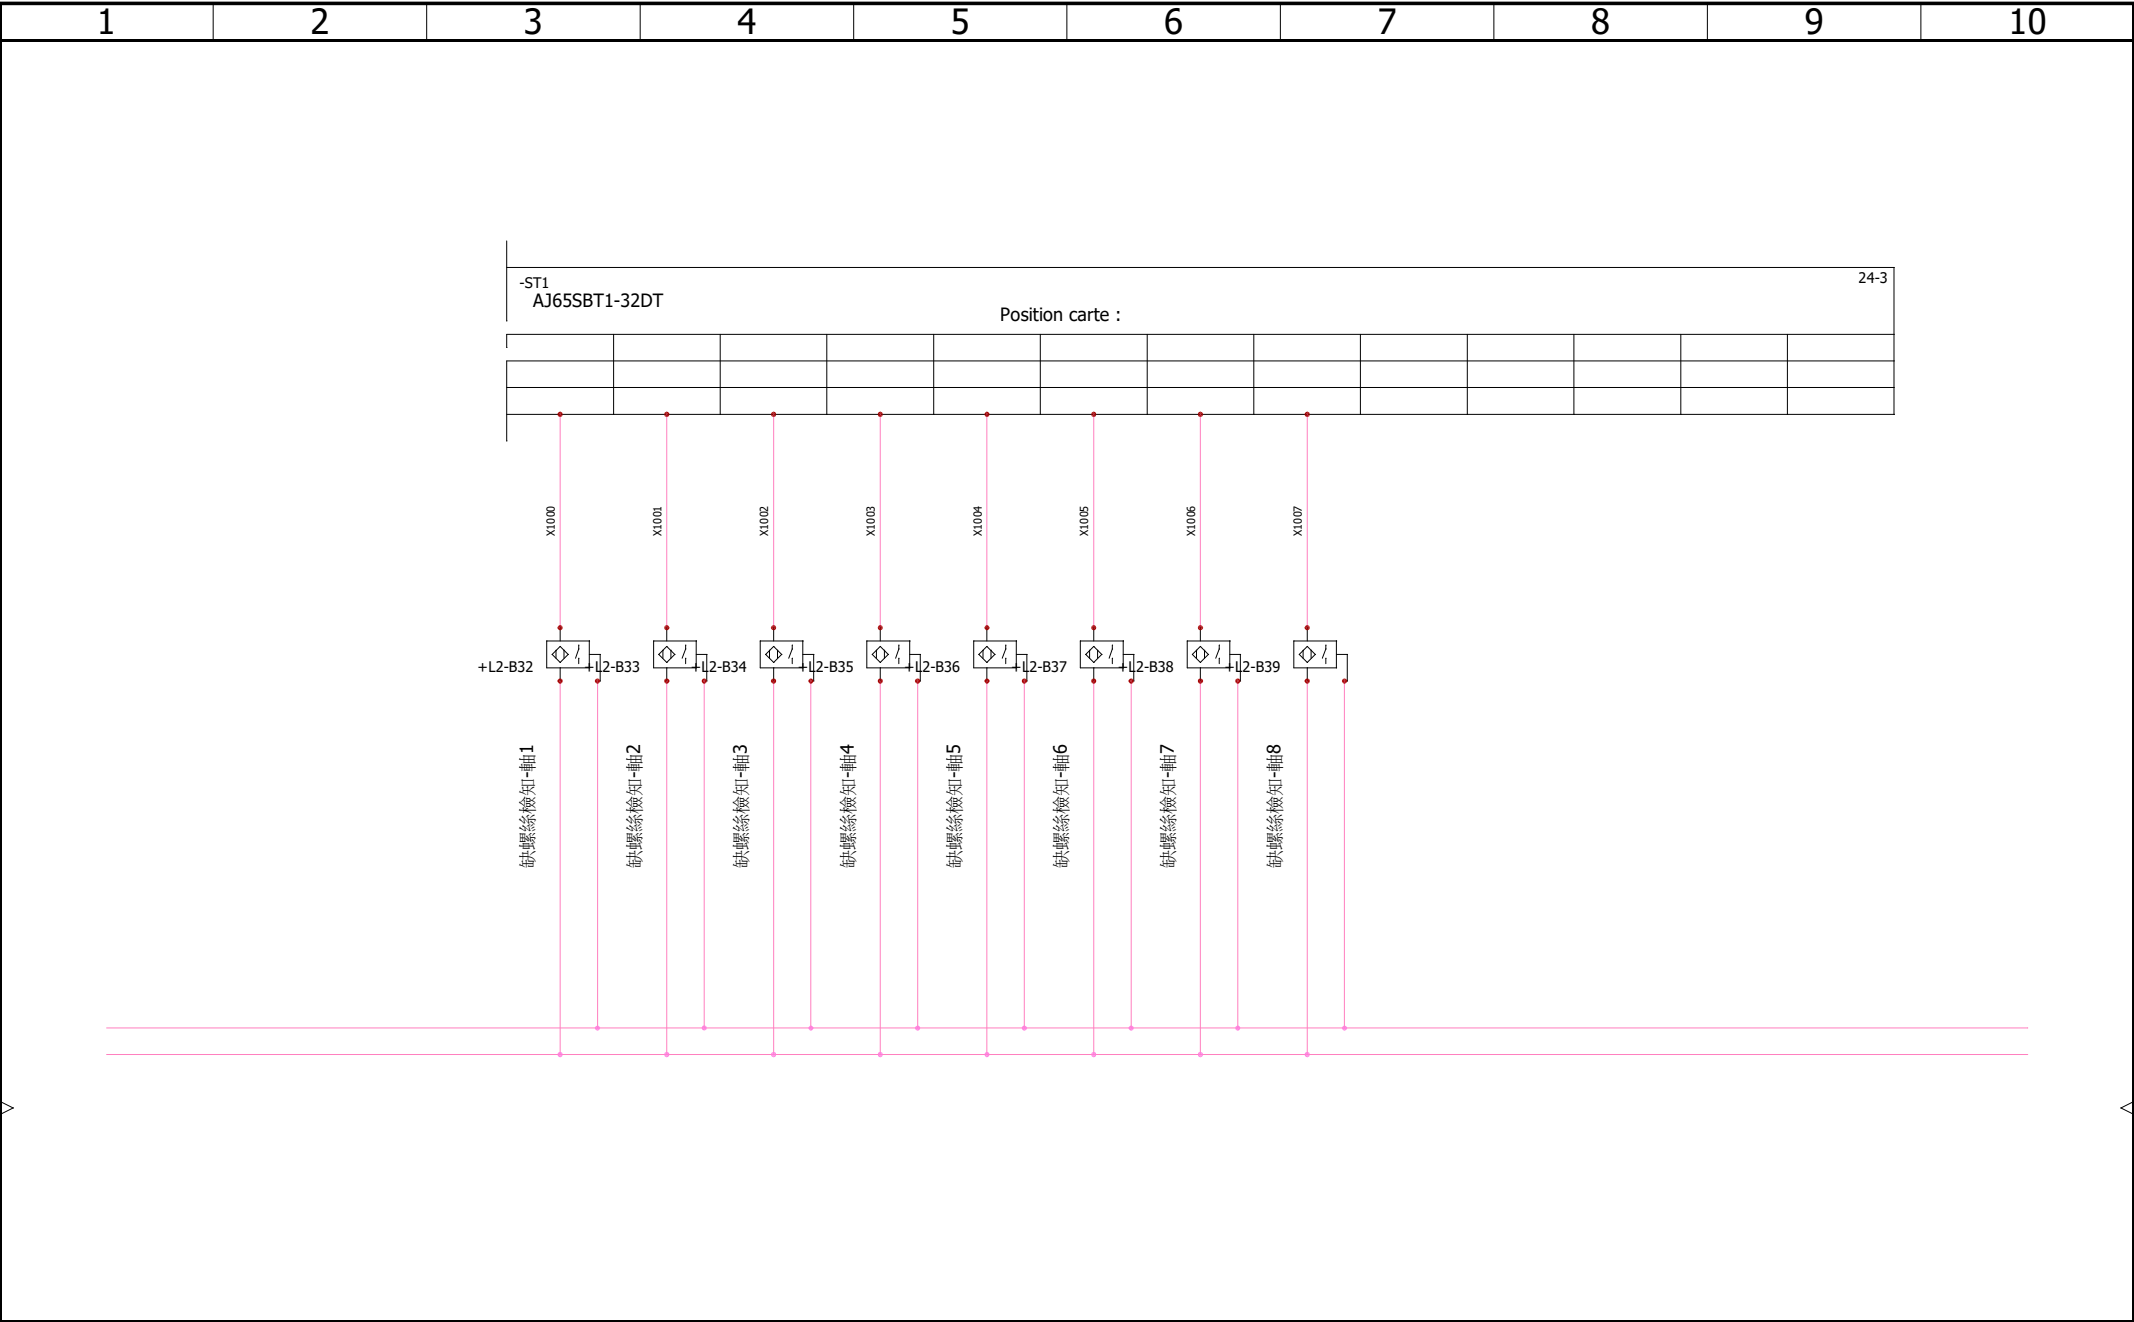 1 2 3 4 5 6 7 8 9 10
-ST1
24-3
AJ65SBT1-32DT
Position carte :
X1000
X1001
X1002
X1003
X1004
X1005
X1006
X1007
+L2-B32
+L2-B33
+L2-B34
+L2-B35
+L2-B36
+L2-B37
+L2-B38
+L2-B39
缺螺絲檢知-軸1
缺螺絲檢知-軸2
缺螺絲檢知-軸3
缺螺絲檢知-軸4
缺螺絲檢知-軸5
缺螺絲檢知-軸6
缺螺絲檢知-軸7
缺螺絲檢知-軸8